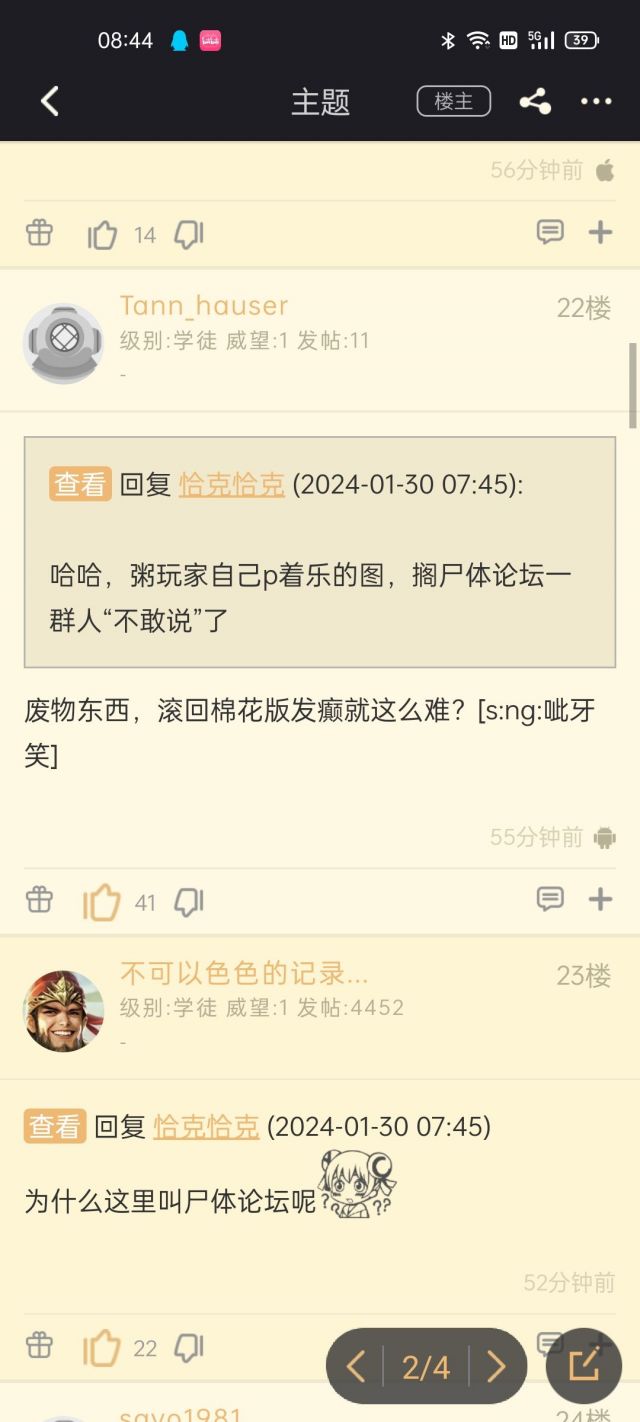 08:44
HD
5G
39
主题
楼主
56分钟前
14
Tann_hauser
22楼
级别:学徒 威望:1 发帖:11
-
查看 回复 恰克恰克 (2024-01-30 07:45):
哈哈，粥玩家自己p着乐的图，搁尸体论坛一
群人“不敢说”了
废物东西，滚回棉花版发癫就这么难？[s:ng:呲牙
笑]
55分钟前
41
不可以色色的记录...
23楼
级别:学徒 威望:1 发帖:4452
-
查看 回复 恰克恰克 (2024-01-30 07:45)
为什么这里叫尸体论坛呢
????
52分钟前
22
2/4
savo1981
24楼